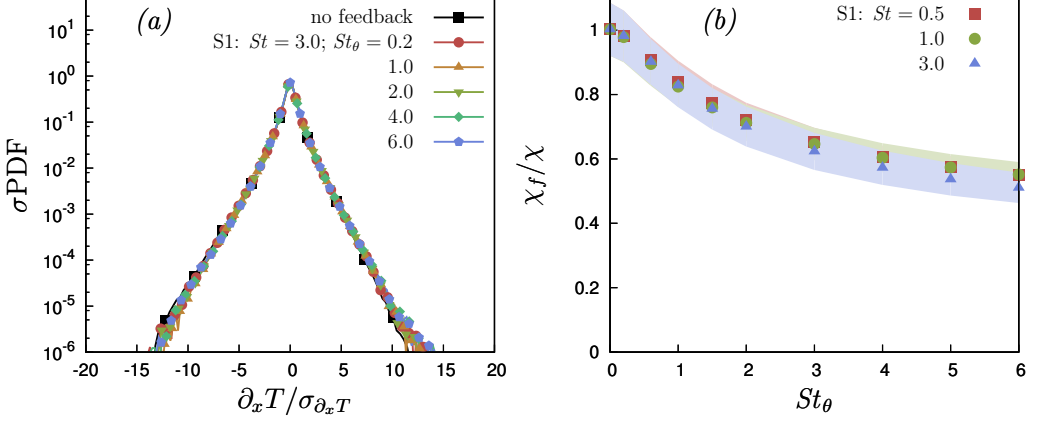 (a)
no feedback
S1: St = 3.0; Stθ = 0.2
1.0
2.0
4.0
6.0
10¹
10⁰
10⁻¹
10⁻²
10⁻³
10⁻⁴
10⁻⁵
10⁻⁶
σPDF
-20 -15 -10 -5 0 5 10 15 20
∂ₓT/σ∂ₓT
(b)
S1: St = 0.5
1.0
3.0
1
0.8
0.6
0.4
0.2
0
χf/χ
0 1 2 3 4 5 6
Stθ